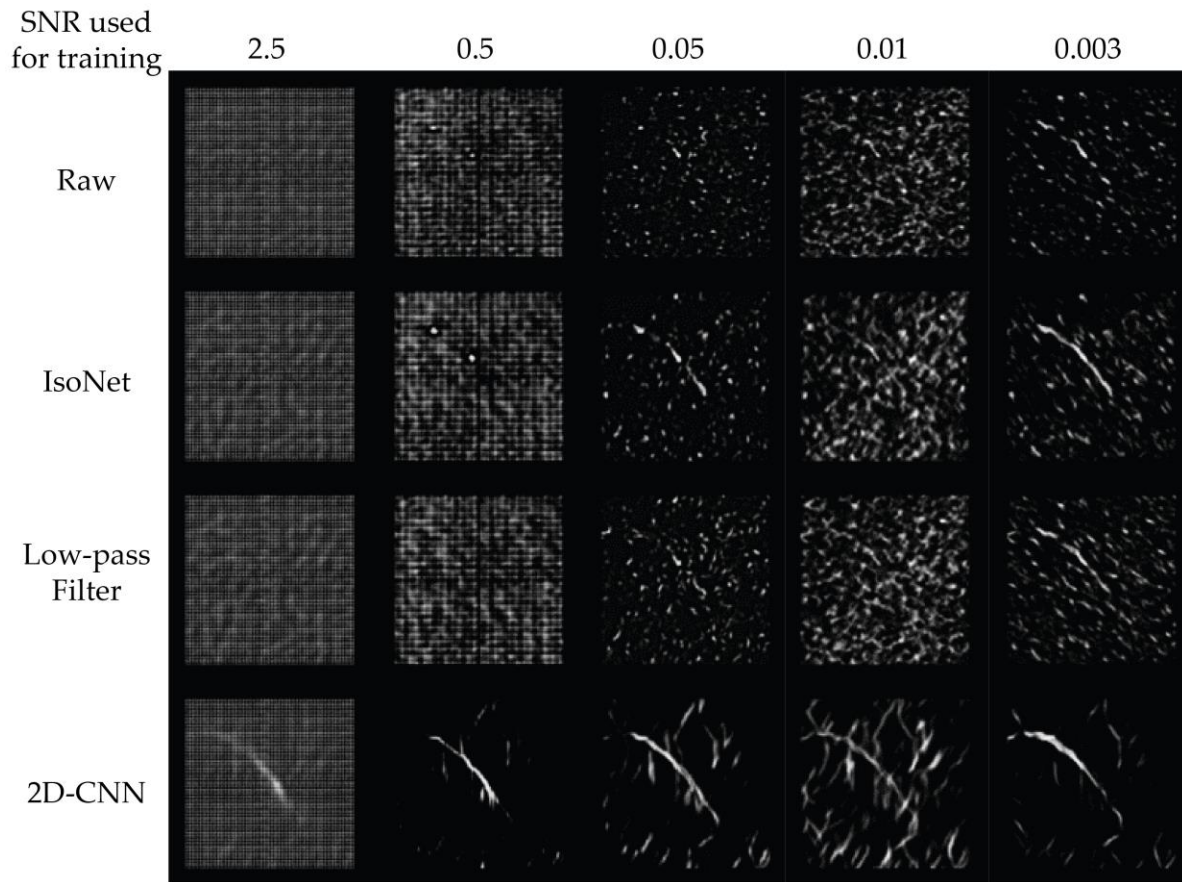 SNR used
for training
2.5 0.5 0.05 0.01 0.003
Raw
IsoNet
Low-pass
Filter
2D-CNN